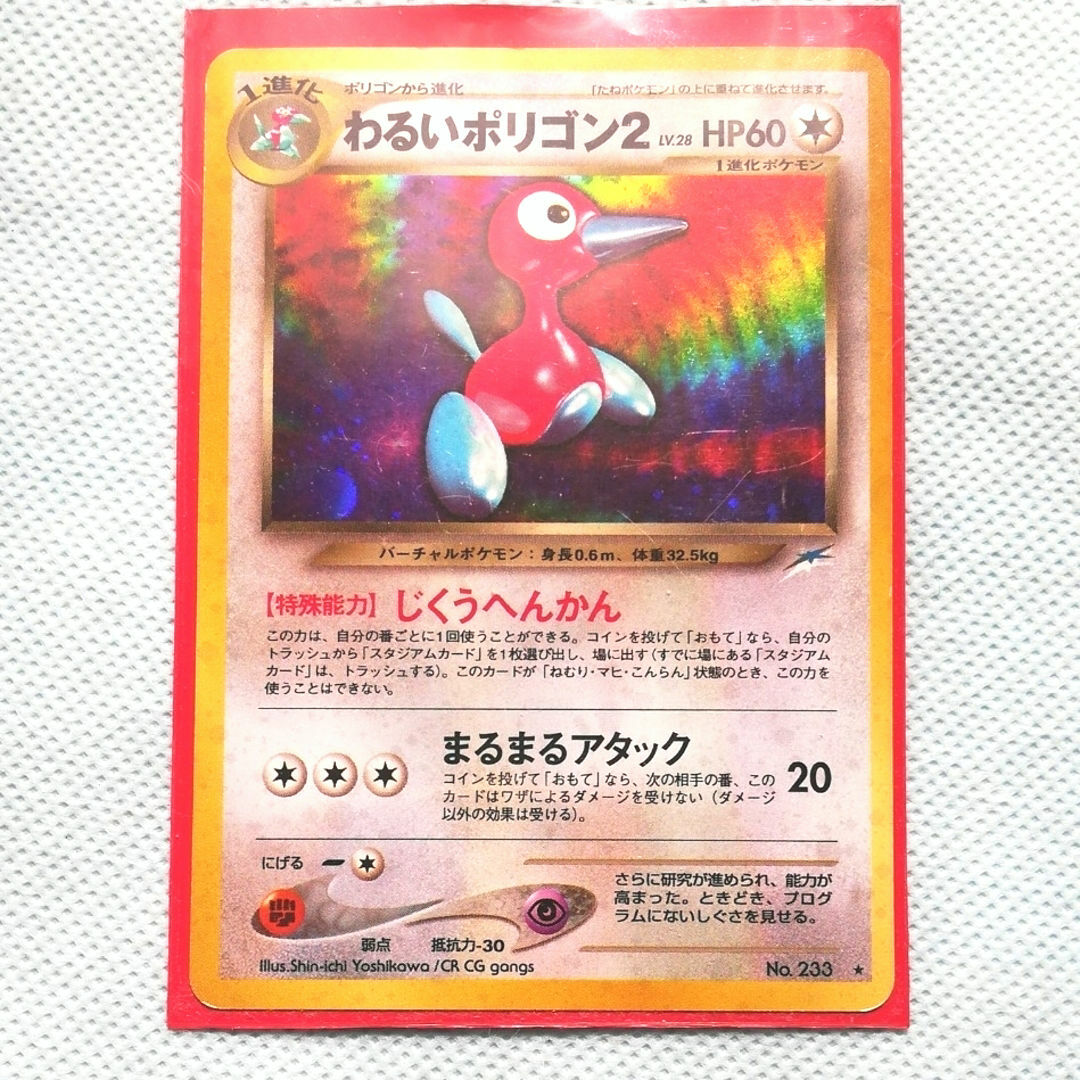 1進化
ポリゴンから進化
「たねポケモン」の上に重ねて進化させます。
わるいポリゴン2 LV.28 HP60
1進化ポケモン
バーチャルポケモン：身長0.6m、体重32.5kg
【特殊能力】じくうへんかん
この力は、自分の番ごとに1回使うことができる。コインを投げて「おもて」なら、自分の
トラッシュから「スタジアムカード」を1枚選び出し、場に出す（すでに場にある「スタジアム
カード」は、トラッシュする）。このカードが「ねむり・マヒ・こんらん」状態のとき、この力を
使うことはできない。
まるまるアタック
コインを投げて「おもて」なら、次の相手の番、この
カードはワザによるダメージを受けない（ダメージ
以外の効果は受ける）。
20
にげる
弱点
抵抗力-30
さらに研究が進められ、能力が
高まった。ときどき、プログ
ラムにないしぐさを見せる。
Illus.Shin-ichi Yoshikawa /CR CG gangs
No. 233 ★